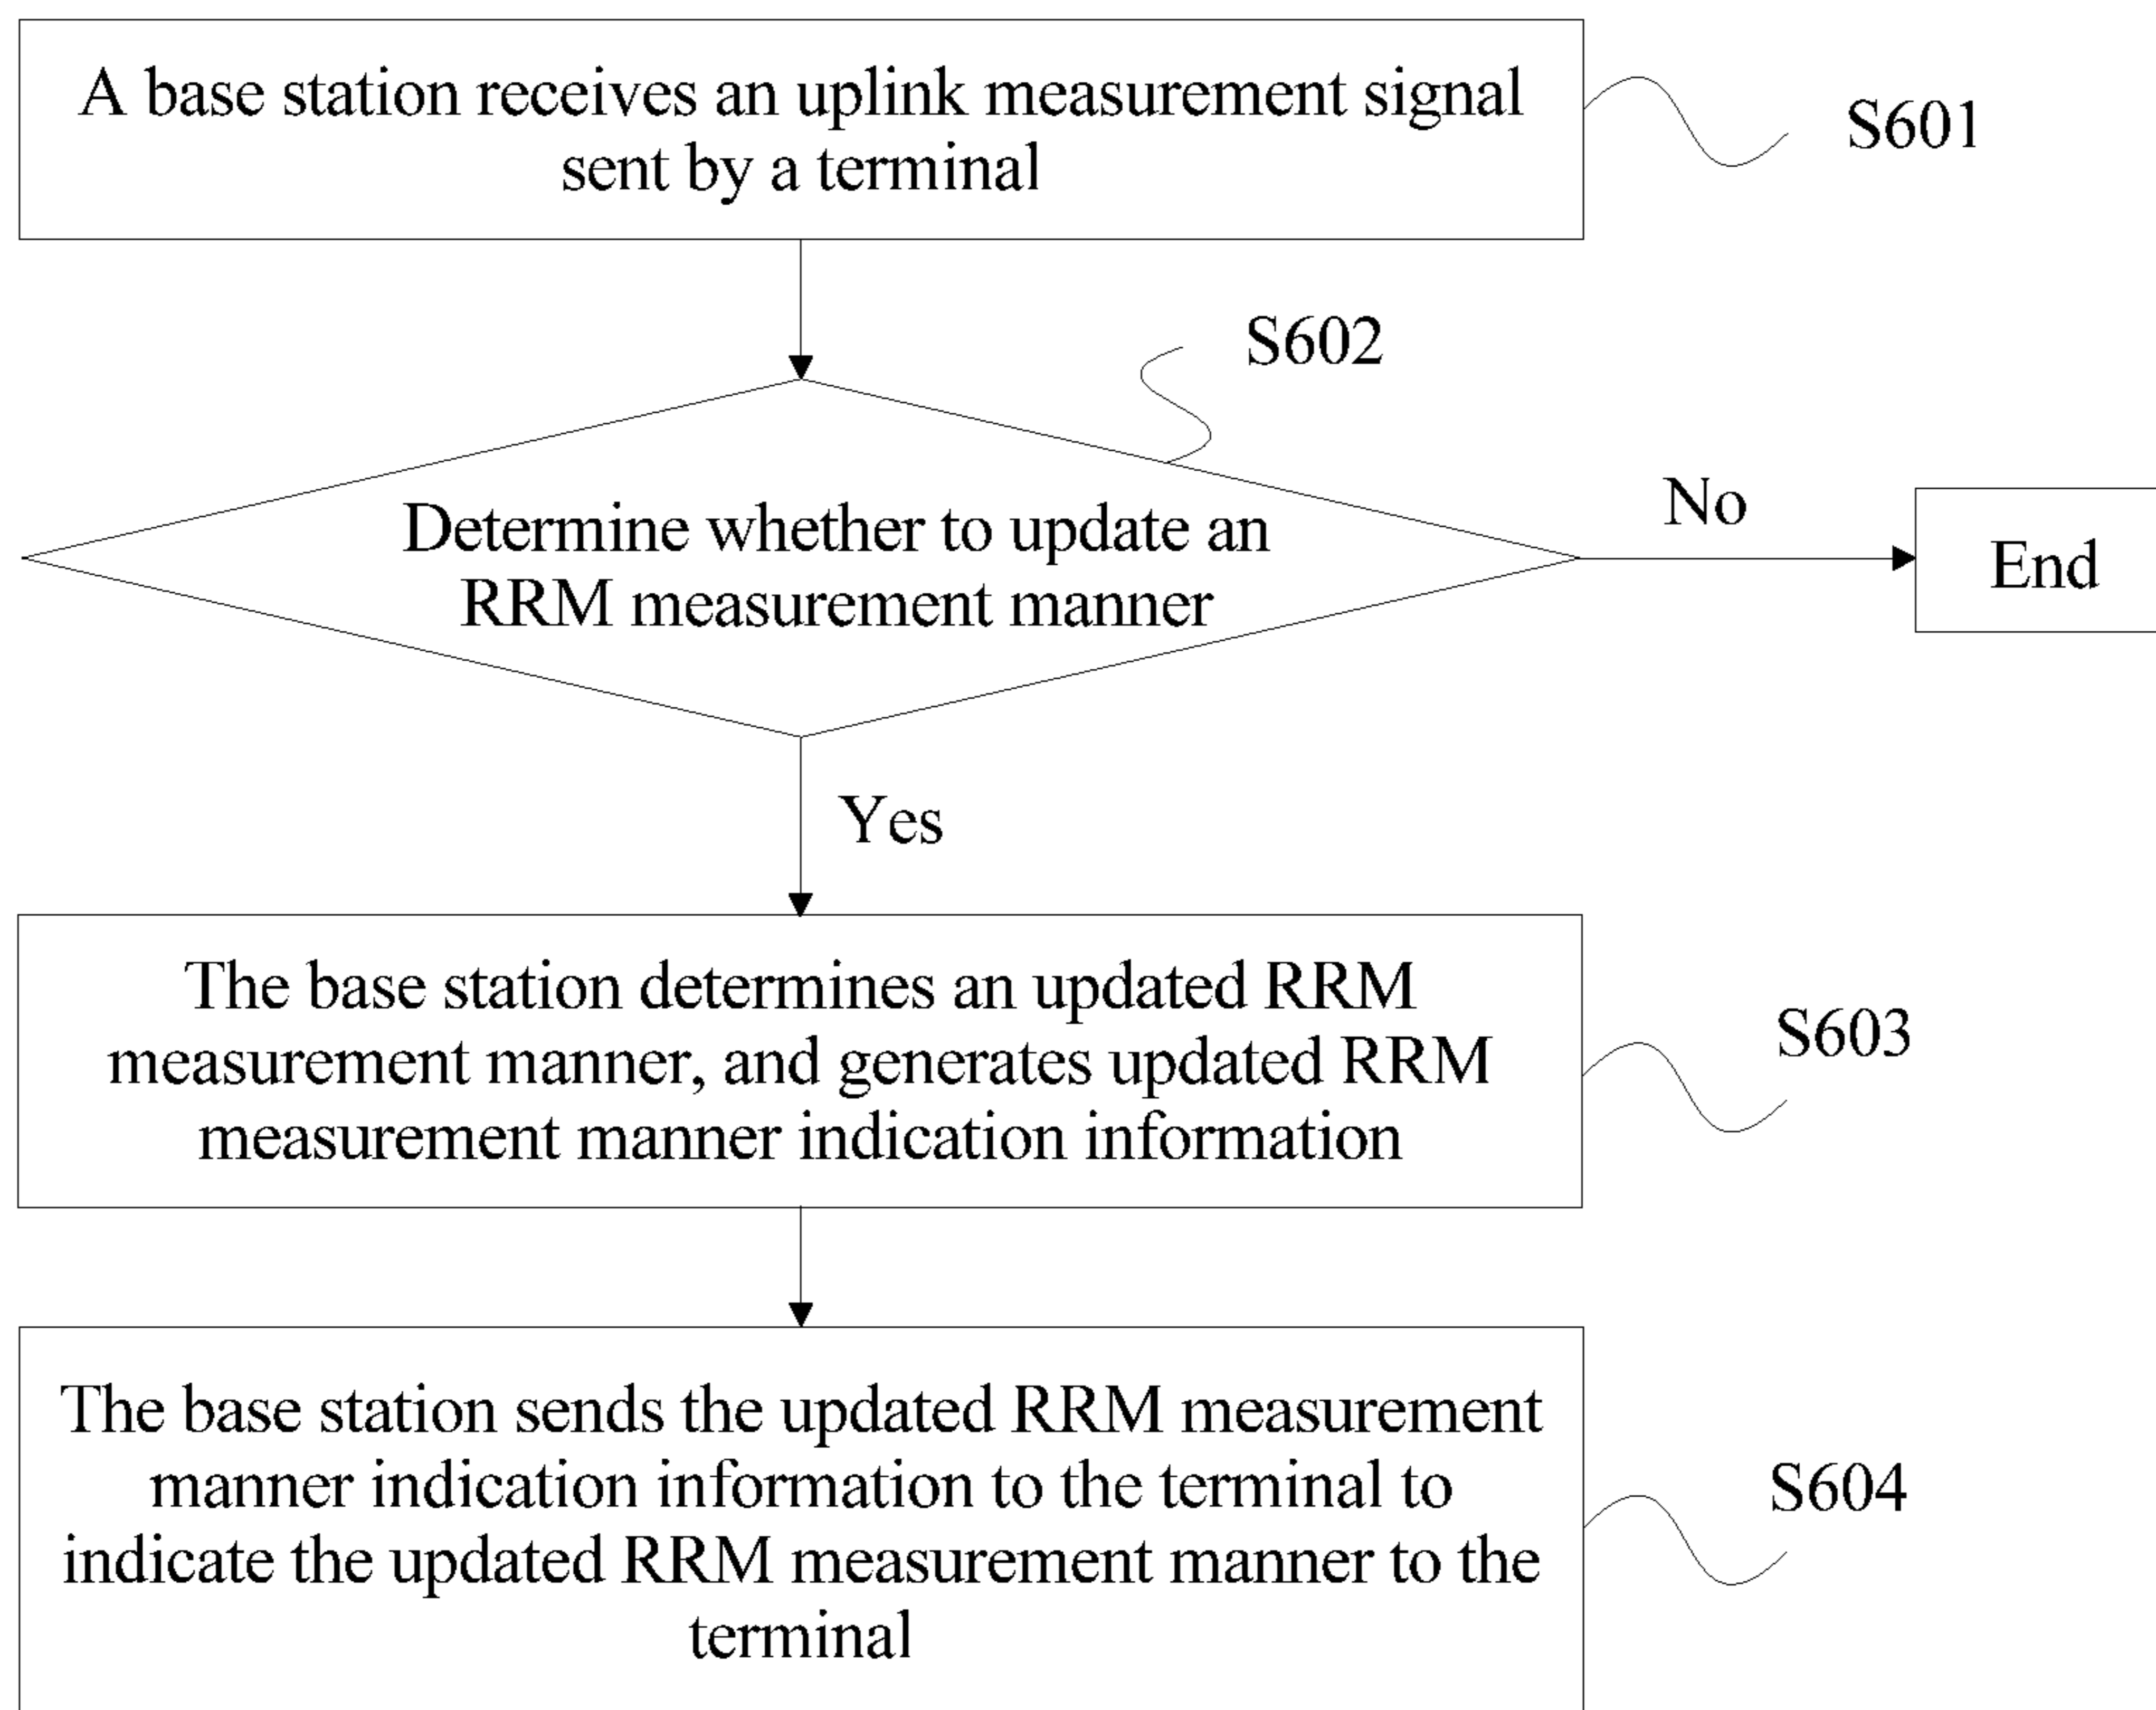 A base station receives an uplink measurement signal
sent by a terminal
S601
S602
Determine whether to update an
RRM measurement manner
No
End
Yes
The base station determines an updated RRM
measurement manner, and generates updated RRM
measurement manner indication information
S603
The base station sends the updated RRM measurement
manner indication information to the terminal to
indicate the updated RRM measurement manner to the
terminal
S604